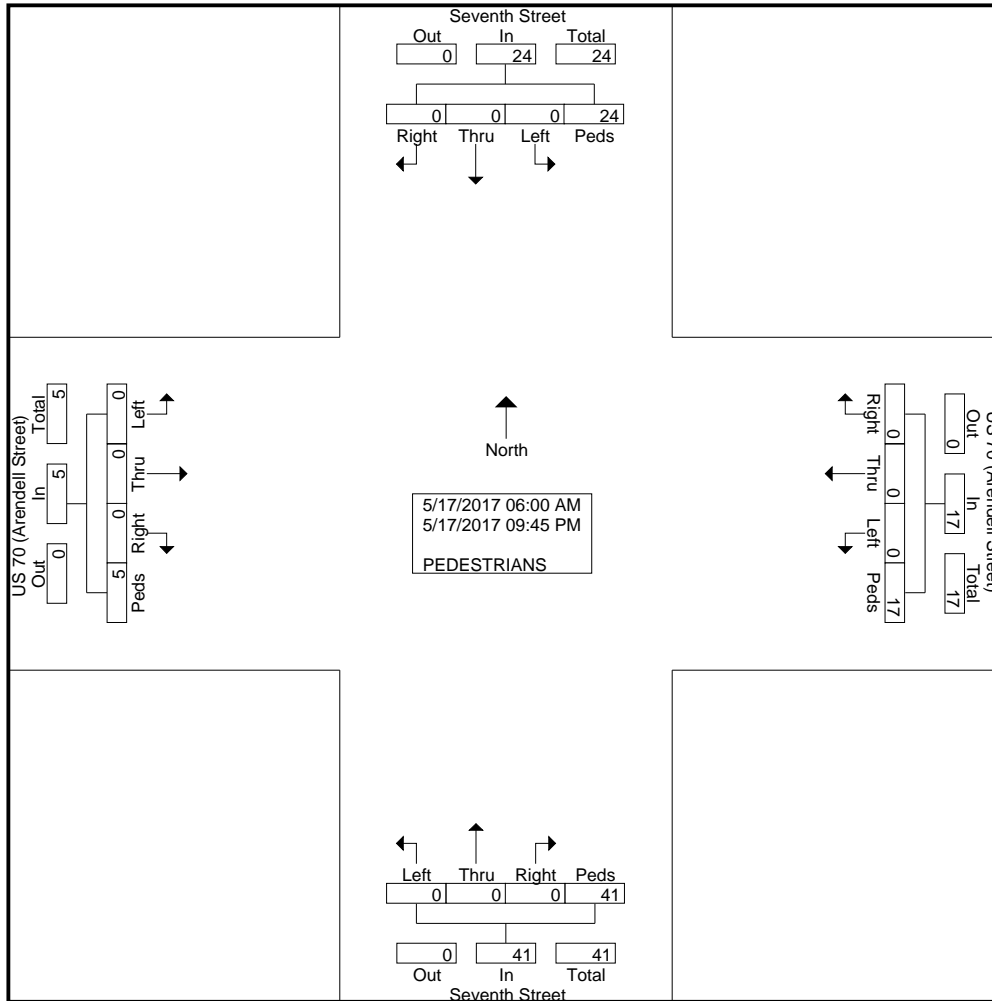 Seventh Street
Out In Total
0 24 24
0 0 0 24
Right Thru Left Peds
US 70 (Arendell Street)
Total In Out
5 5 0
0 0 0 5
Left Thru Right Peds
North
5/17/2017 06:00 AM
5/17/2017 09:45 PM
PEDESTRIANS
US 70 (Arendell Street)
Out In Total
0 17 17
0 0 0 17
Right Thru Left Peds
Left Thru Right Peds
0 0 0 41
0 41 41
Out In Total
Seventh Street